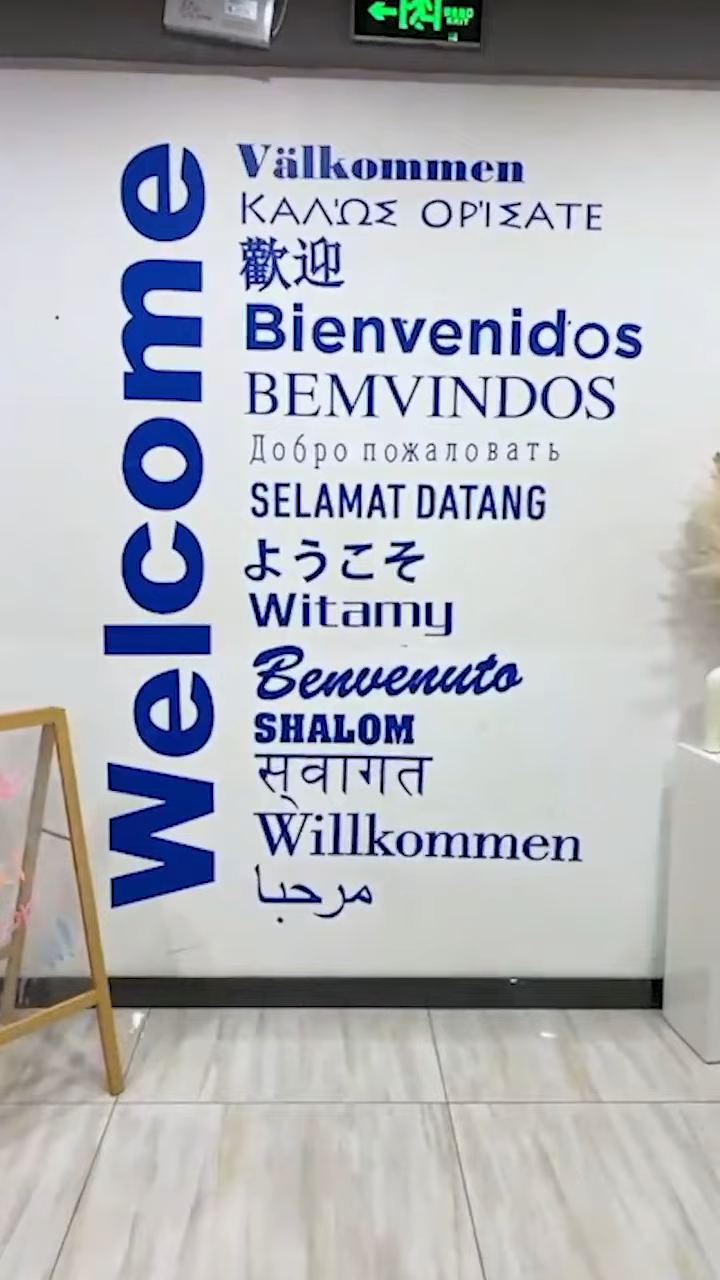 Welcome
Välkommen
ΚΑΛΏΣ ΟΡΊΣΑΤΕ
歡迎
Bienvenidos
BEMVINDOS
Добро пожаловать
SELAMAT DATANG
ようこそ
Witamy
Benvenuto
SHALOM
स्वागत
Willkommen
مرحبا
EXIT